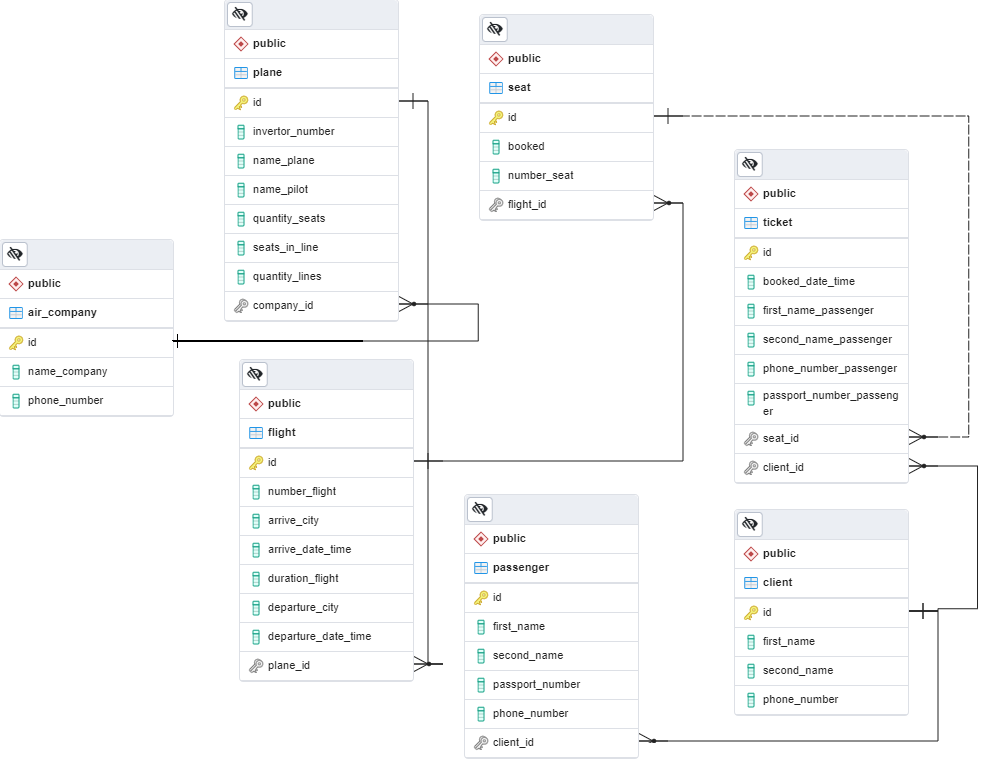 public
plane
id
invertor_number
name_plane
name_pilot
quantity_seats
seats_in_line
quantity_lines
company_id
public
seat
id
booked
number_seat
flight_id
public
ticket
id
booked_date_time
first_name_passenger
second_name_passenger
phone_number_passenger
passport_number_passeng
er
seat_id
client_id
public
air_company
id
name_company
phone_number
public
flight
id
number_flight
arrive_city
arrive_date_time
duration_flight
departure_city
departure_date_time
plane_id
public
passenger
id
first_name
second_name
passport_number
phone_number
client_id
public
client
id
first_name
second_name
phone_number